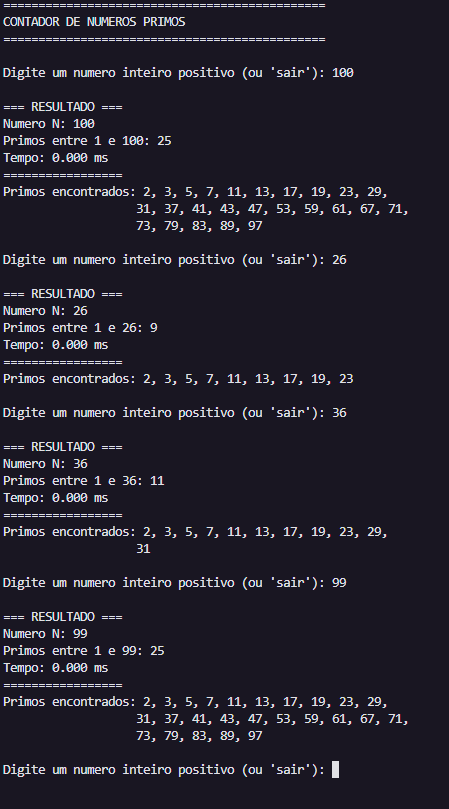 ==============================================
CONTADOR DE NUMEROS PRIMOS
==============================================
Digite um numero inteiro positivo (ou 'sair'): 100
=== RESULTADO ===
Numero N: 100
Primos entre 1 e 100: 25
Tempo: 0.000 ms
=================
Primos encontrados: 2, 3, 5, 7, 11, 13, 17, 19, 23, 29,
31, 37, 41, 43, 47, 53, 59, 61, 67, 71,
73, 79, 83, 89, 97
Digite um numero inteiro positivo (ou 'sair'): 26
=== RESULTADO ===
Numero N: 26
Primos entre 1 e 26: 9
Tempo: 0.000 ms
=================
Primos encontrados: 2, 3, 5, 7, 11, 13, 17, 19, 23
Digite um numero inteiro positivo (ou 'sair'): 36
=== RESULTADO ===
Numero N: 36
Primos entre 1 e 36: 11
Tempo: 0.000 ms
=================
Primos encontrados: 2, 3, 5, 7, 11, 13, 17, 19, 23, 29,
31
Digite um numero inteiro positivo (ou 'sair'): 99
=== RESULTADO ===
Numero N: 99
Primos entre 1 e 99: 25
Tempo: 0.000 ms
=================
Primos encontrados: 2, 3, 5, 7, 11, 13, 17, 19, 23, 29,
31, 37, 41, 43, 47, 53, 59, 61, 67, 71,
73, 79, 83, 89, 97
Digite um numero inteiro positivo (ou 'sair'):